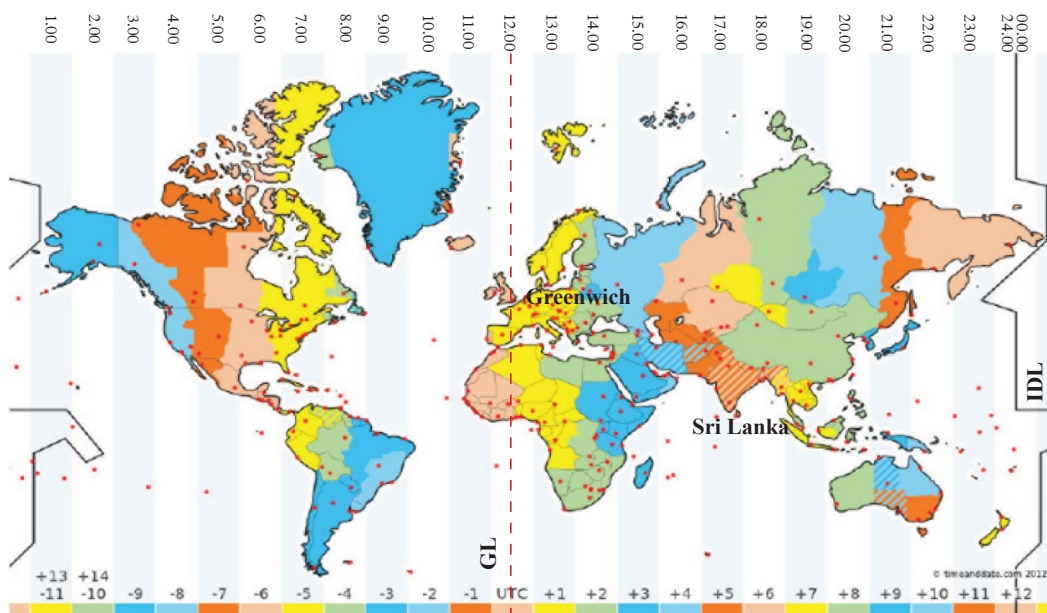 1.00 2.00 3.00 4.00 5.00 6.00 7.00 8.00 9.00 10.00 11.00 12.00 13.00 14.00 15.00 16.00 17.00 18.00 19.00 20.00 21.00 22.00 23.00 24.00 00.00
Greenwich
IDL
Sri Lanka
GL
© timeanddate.com 2012
+13 +14
-11 -10 -9 -8 -7 -6 -5 -4 -3 -2 -1 UTC +1 +2 +3 +4 +5 +6 +7 +8 +9 +10 +11 +12